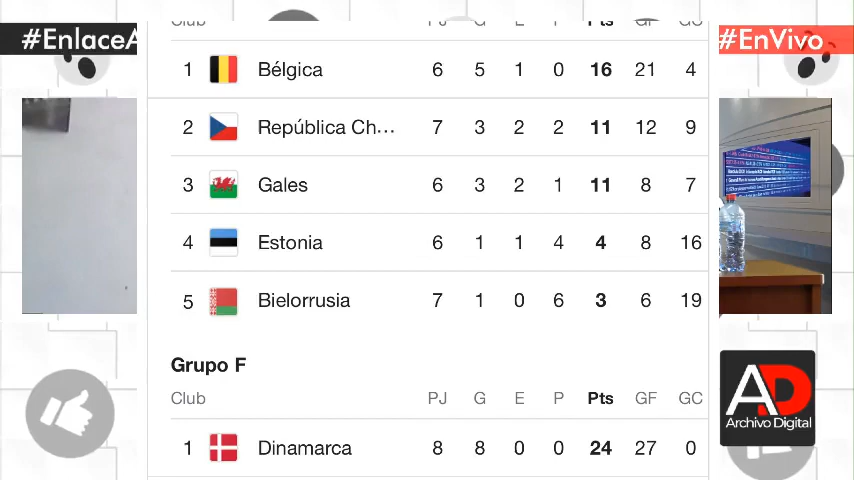 #EnlaceA
#EnVivo
Club PJ G E P Pts GF GC
1 Bélgica 6 5 1 0 16 21 4
2 República Ch... 7 3 2 2 11 12 9
3 Gales 6 3 2 1 11 8 7
4 Estonia 6 1 1 4 4 8 16
5 Bielorrusia 7 1 0 6 3 6 19
Grupo F
Club PJ G E P Pts GF GC
1 Dinamarca 8 8 0 0 24 27 0
AD
Archivo Digital